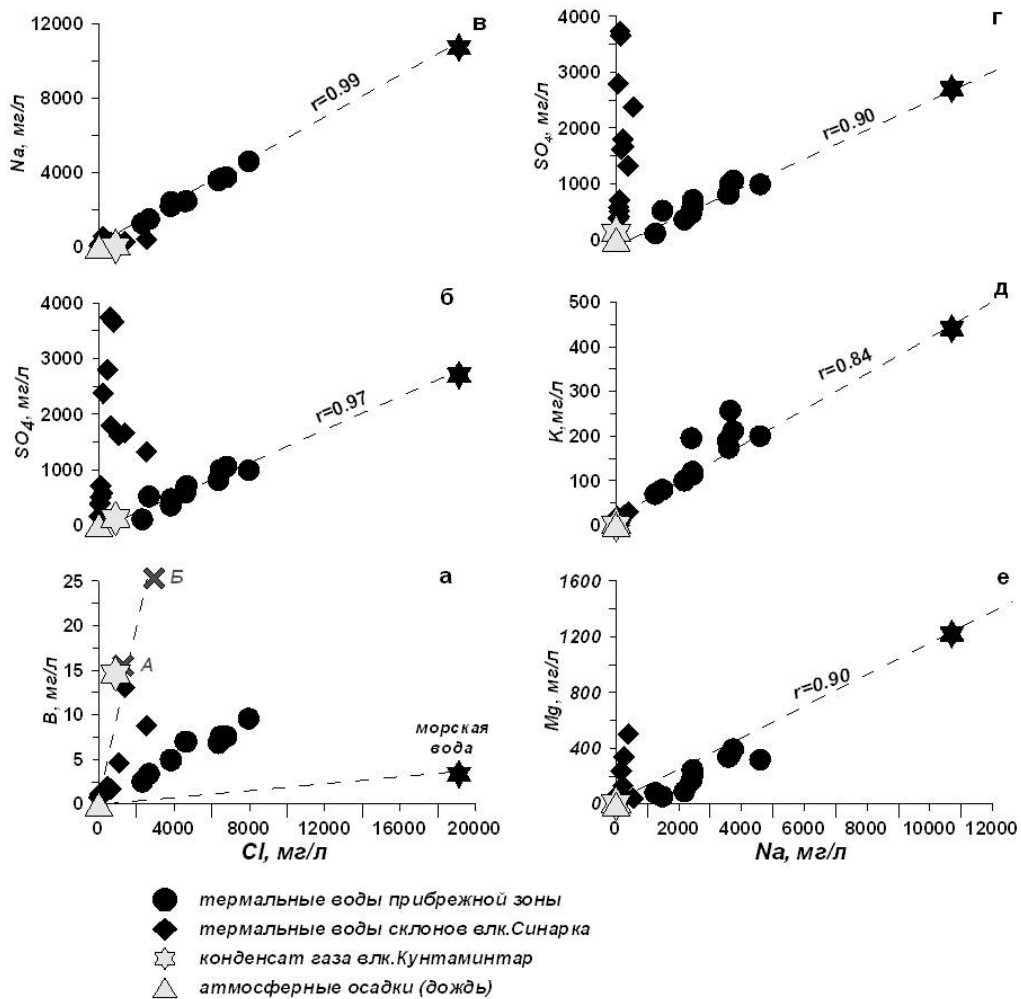 в
Na, мг/л
12000
8000
4000
0
r=0.99
г
SO₄, мг/л
4000
3000
2000
1000
0
r=0.90
б
SO₄, мг/л
4000
3000
2000
1000
0
r=0.97
д
К,мг/л
500
400
300
200
100
0
r=0.84
а
B, мг/л
25
20
15
10
5
0
Б
А
морская
вода
0 4000 8000 12000 16000 20000
Cl, мг/л
е
Mg, мг/л
1600
1200
800
400
0
r=0.90
0 2000 4000 6000 8000 10000 12000
Na, мг/л
термальные воды прибрежной зоны
термальные воды склонов влк.Синарка
конденсат газа влк.Кунтаминтар
атмосферные осадки (дождь)